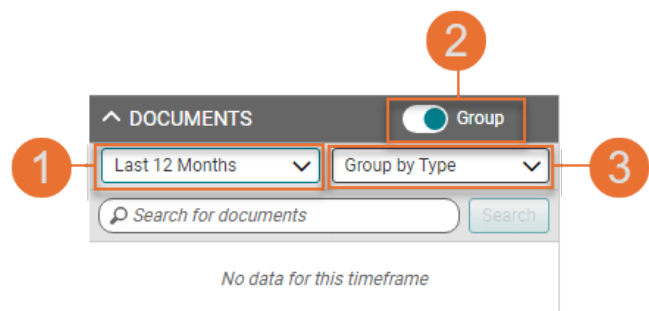 2
DOCUMENTS Group
1 Last 12 Months Group by Type 3
Search for documents Search
No data for this timeframe